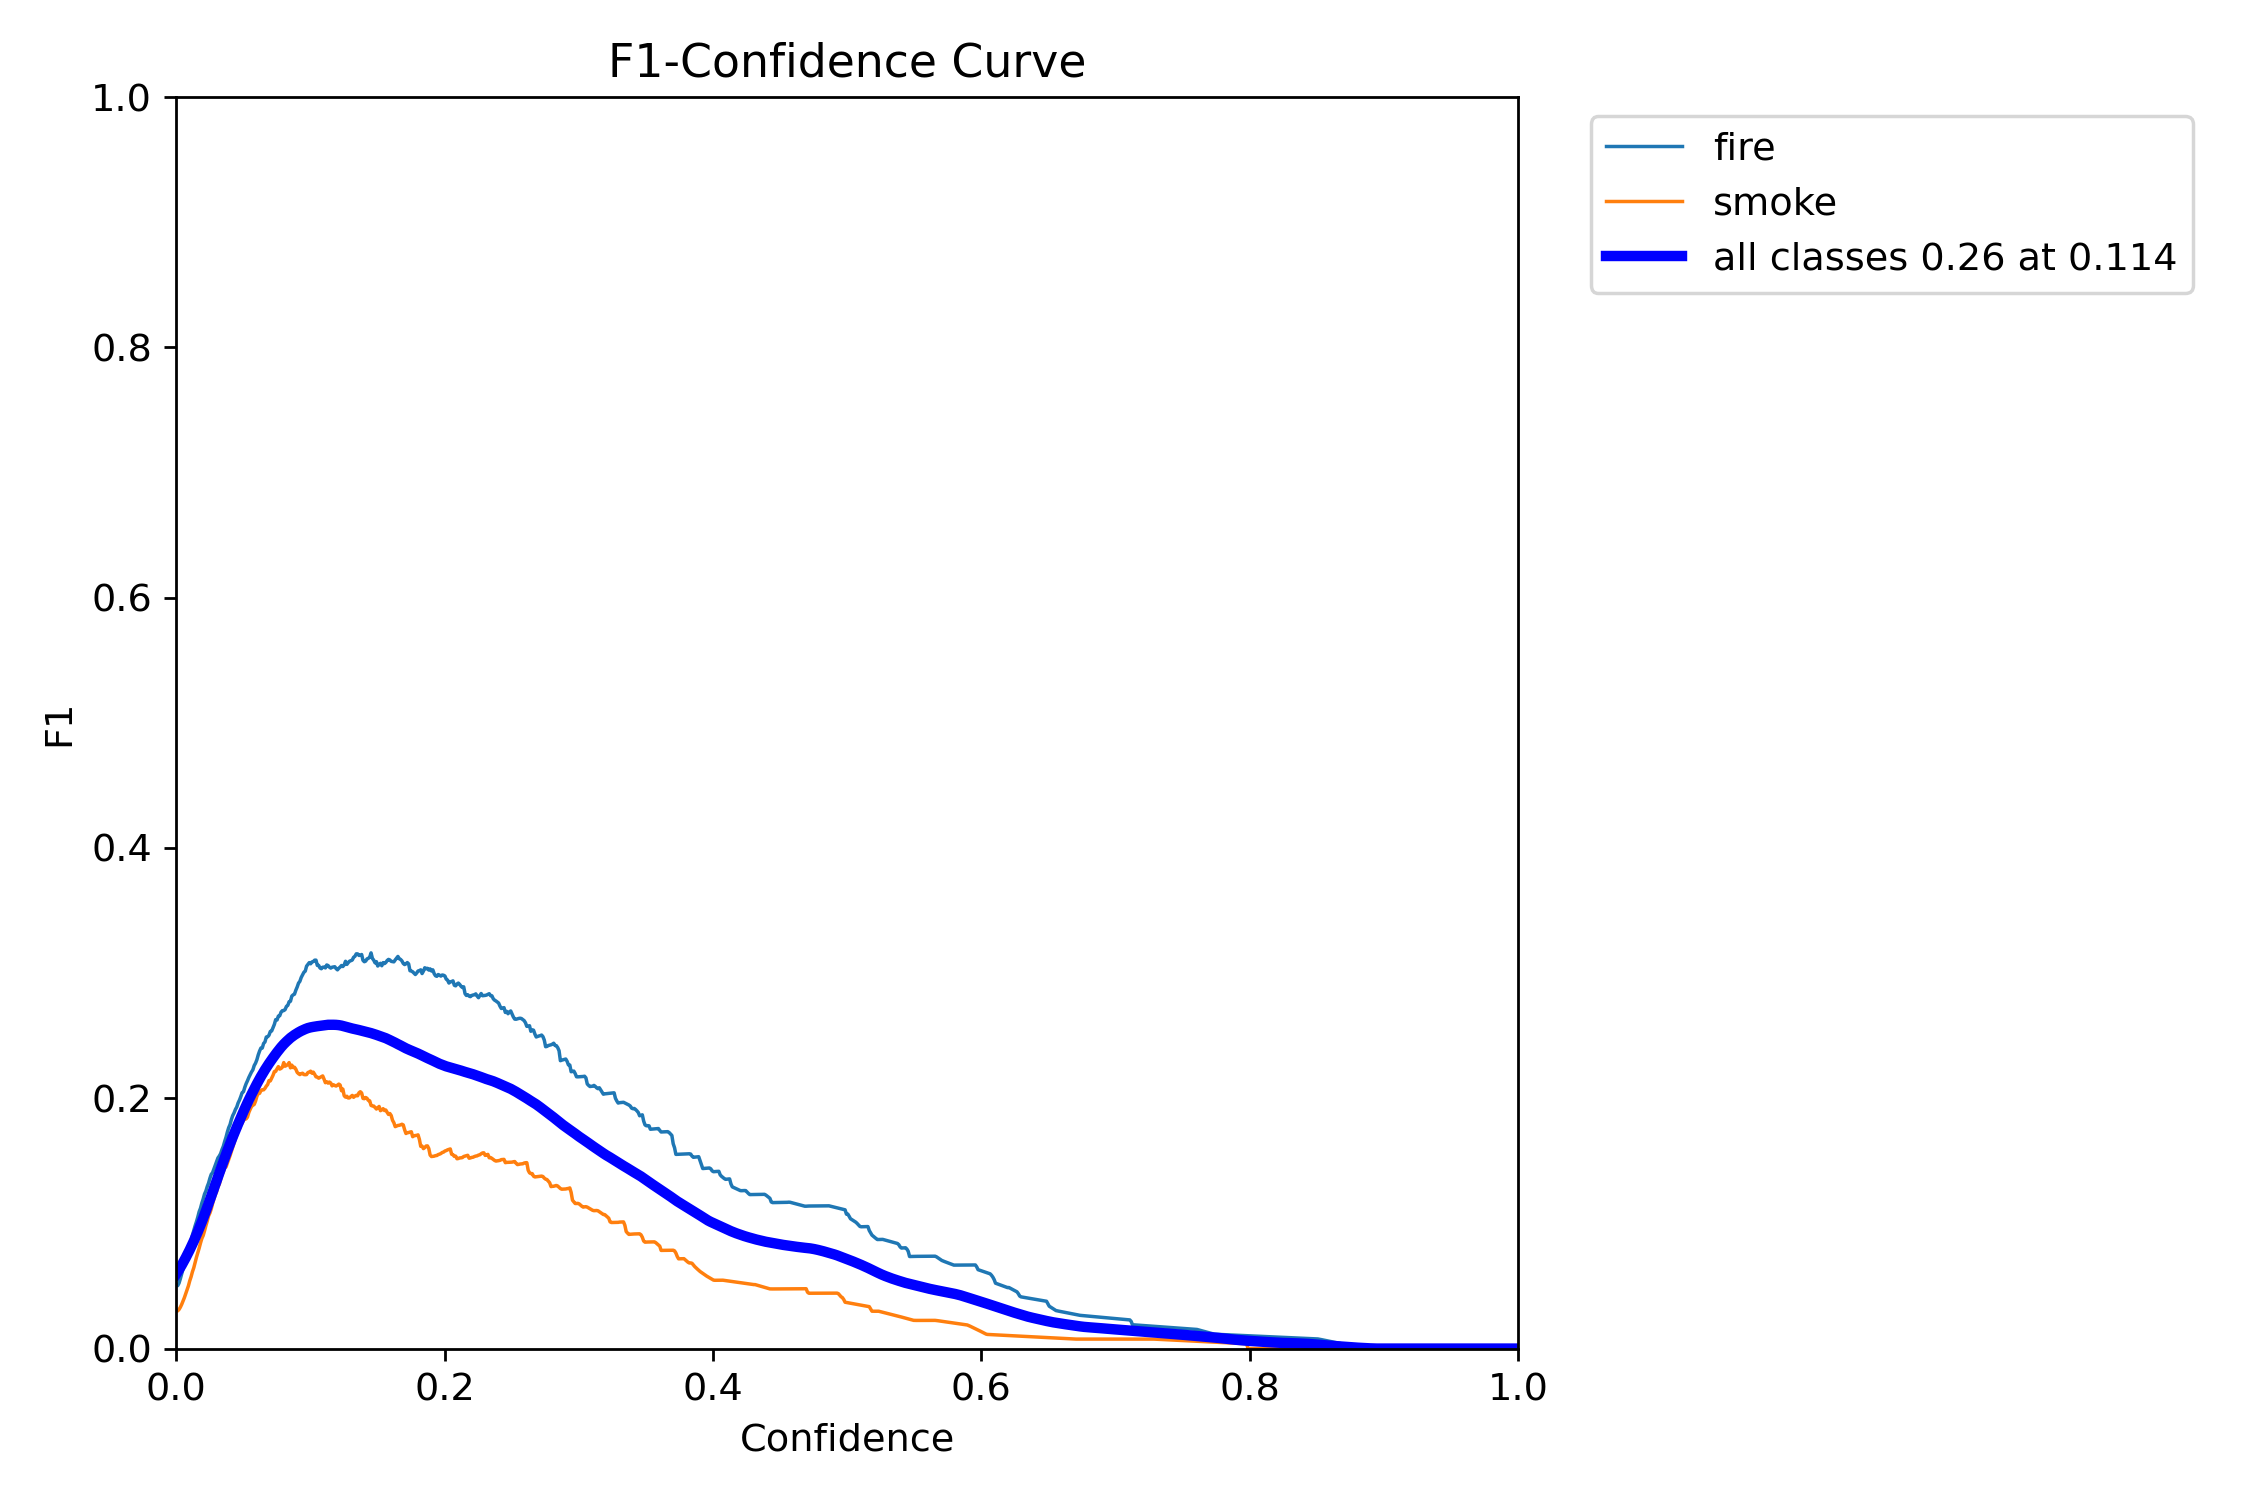 F1-Confidence Curve
1.0
0.8
0.6
0.4
0.2
0.0
F1
0.0 0.2 0.4 0.6 0.8 1.0
Confidence
fire
smoke
all classes 0.26 at 0.114